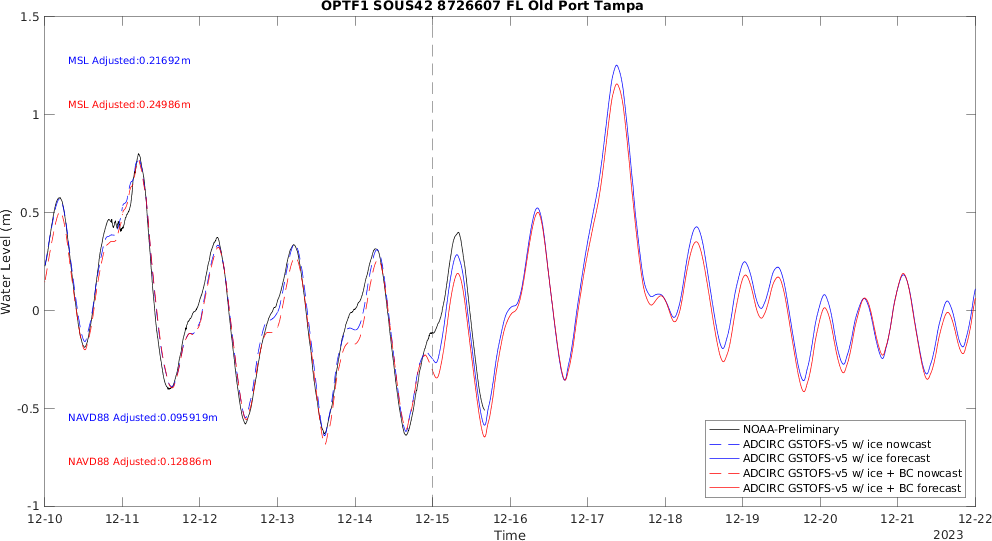 OPTF1 SOUS42 8726607 FL Old Port Tampa
1.5
1
0.5
0
-0.5
-1
Water Level (m)
MSL Adjusted:0.21692m
MSL Adjusted:0.24986m
NAVD88 Adjusted:0.095919m
NAVD88 Adjusted:0.12886m
NOAA-Preliminary
ADCIRC GSTOFS-v5 w/ ice nowcast
ADCIRC GSTOFS-v5 w/ ice forecast
ADCIRC GSTOFS-v5 w/ ice + BC nowcast
ADCIRC GSTOFS-v5 w/ ice + BC forecast
12-10 12-11 12-12 12-13 12-14 12-15 12-16 12-17 12-18 12-19 12-20 12-21 12-22
Time
2023